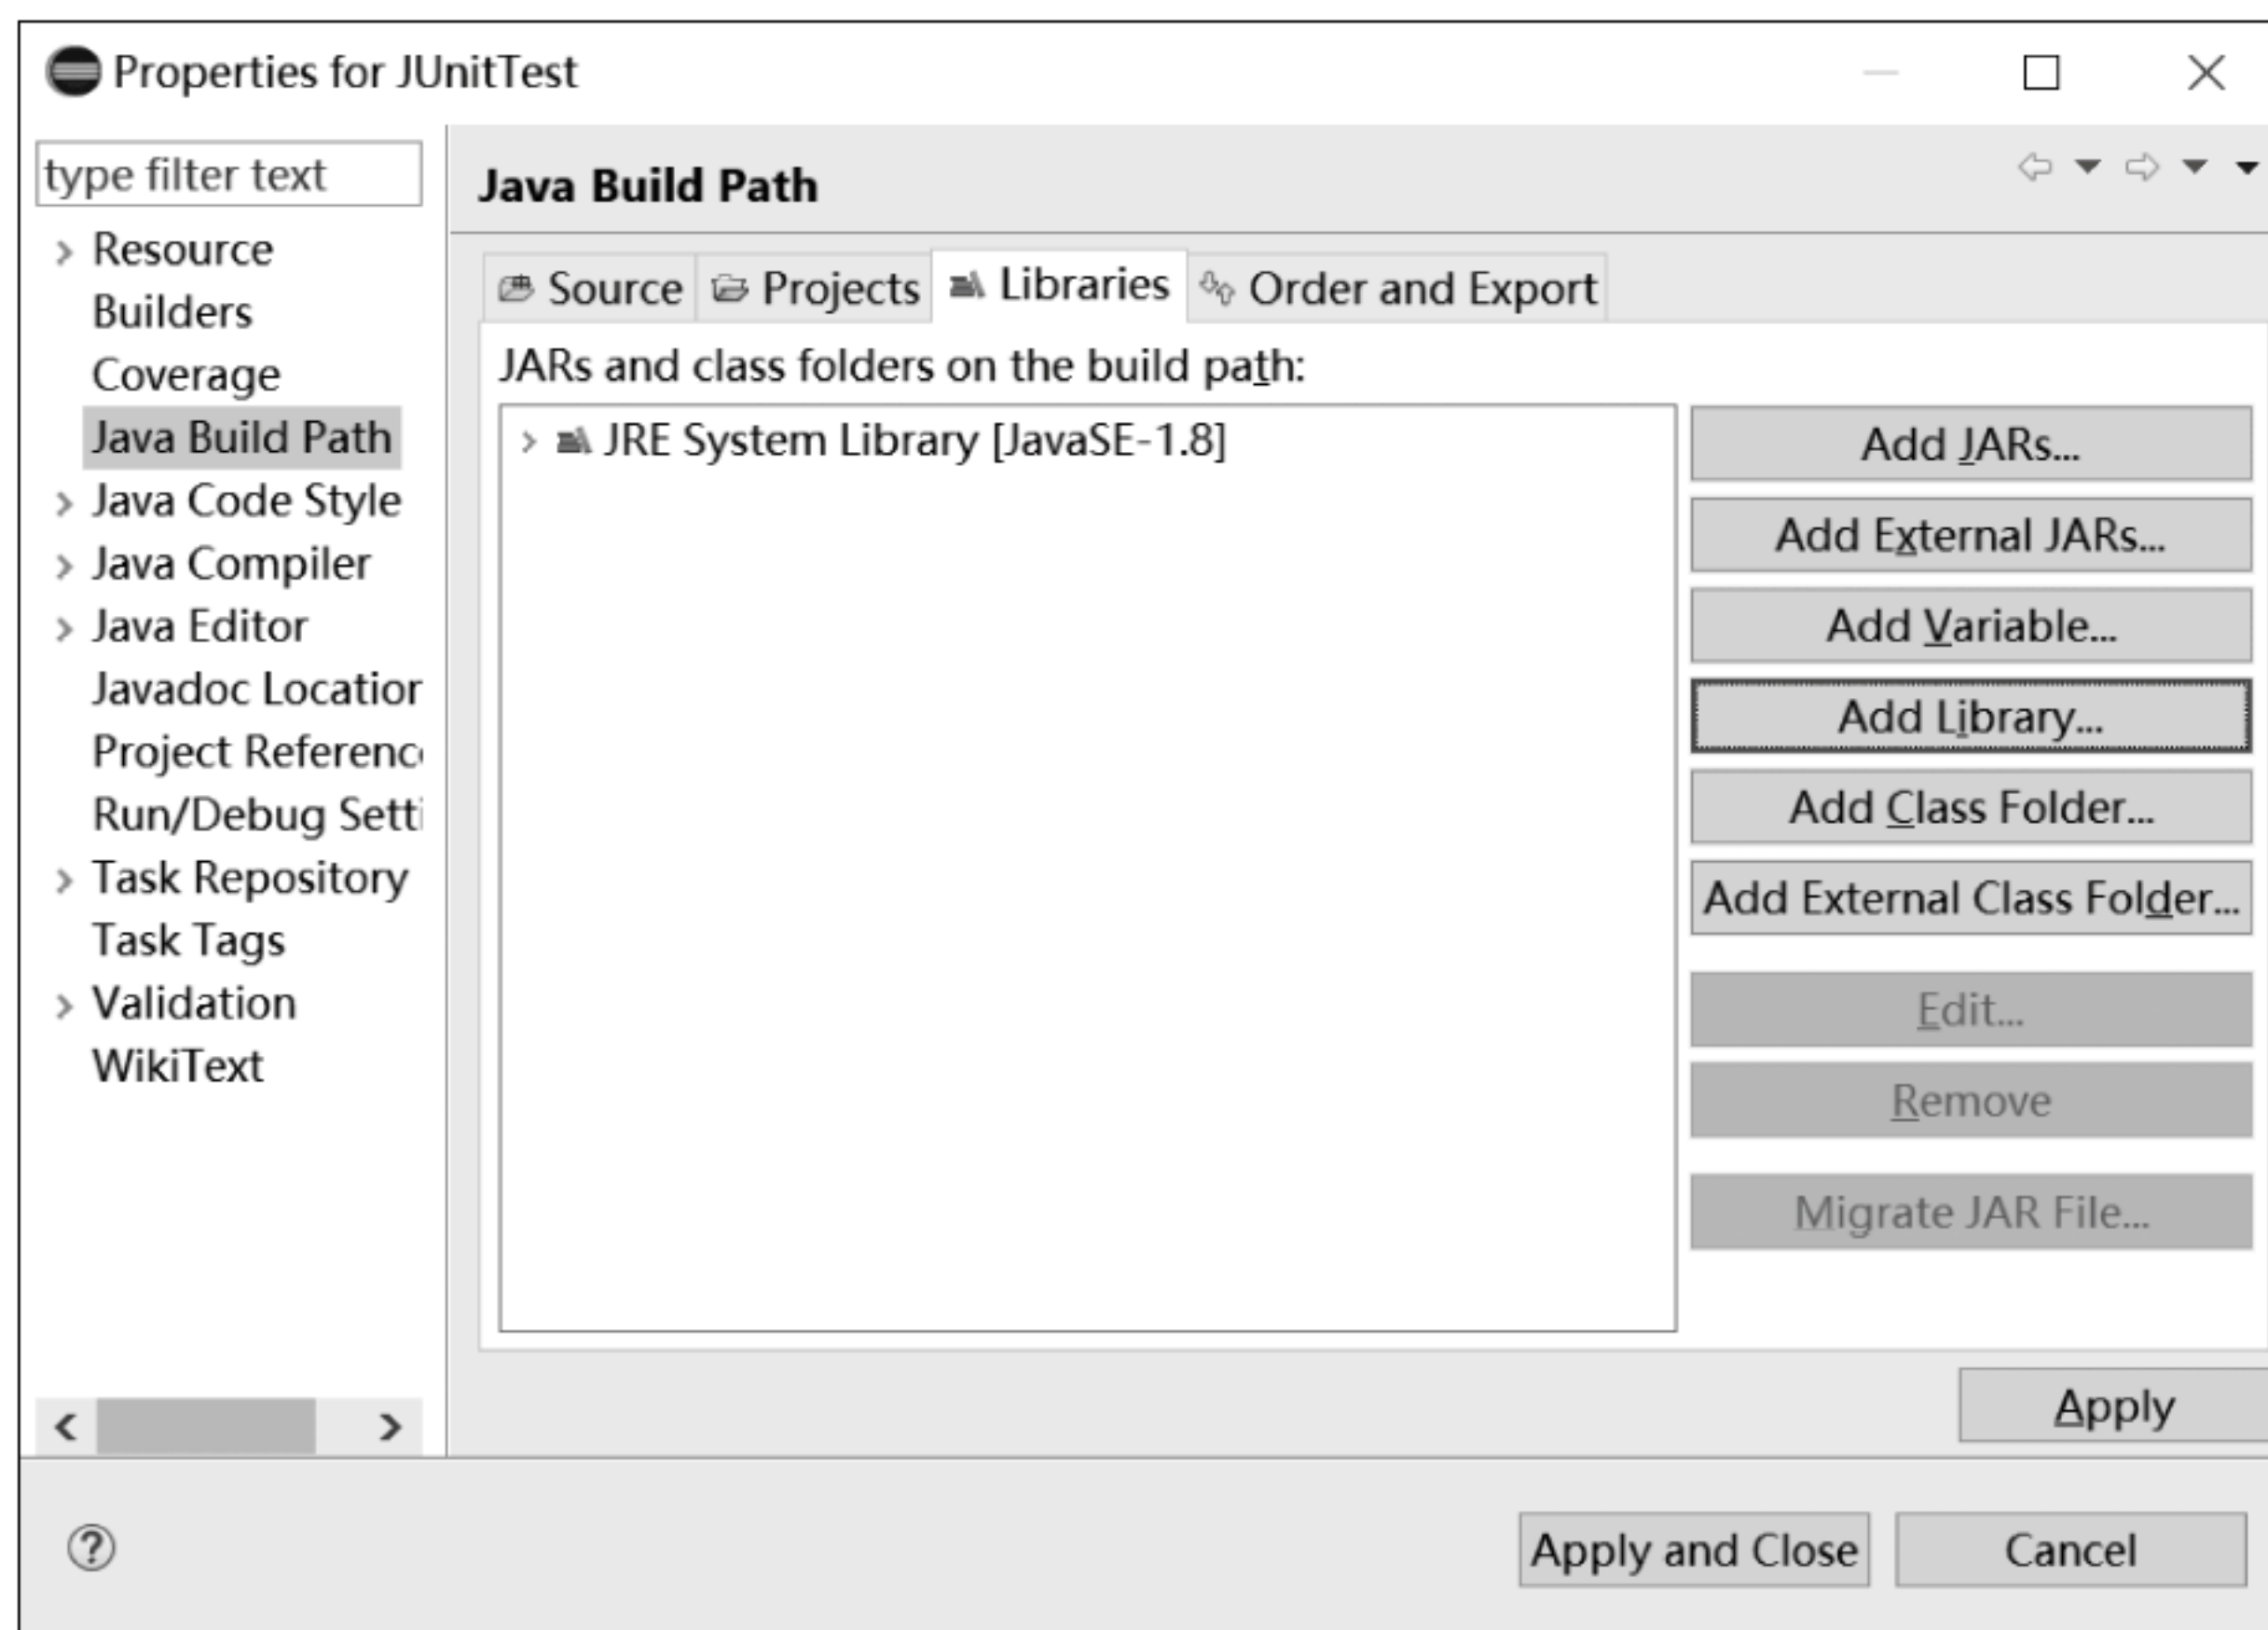 Properties for JUnitTest
type filter text
Resource
Builders
Coverage
Java Build Path
Java Code Style
Java Compiler
Java Editor
Javadoc Location
Project Referenc
Run/Debug Setti
Task Repository
Task Tags
Validation
WikiText
Java Build Path
Source Projects Libraries Order and Export
JARs and class folders on the build path:
JRE System Library [JavaSE-1.8]
Add JARs...
Add External JARs...
Add Variable...
Add Library...
Add Class Folder...
Add External Class Folder...
Edit...
Remove
Migrate JAR File...
Apply
Apply and Close Cancel